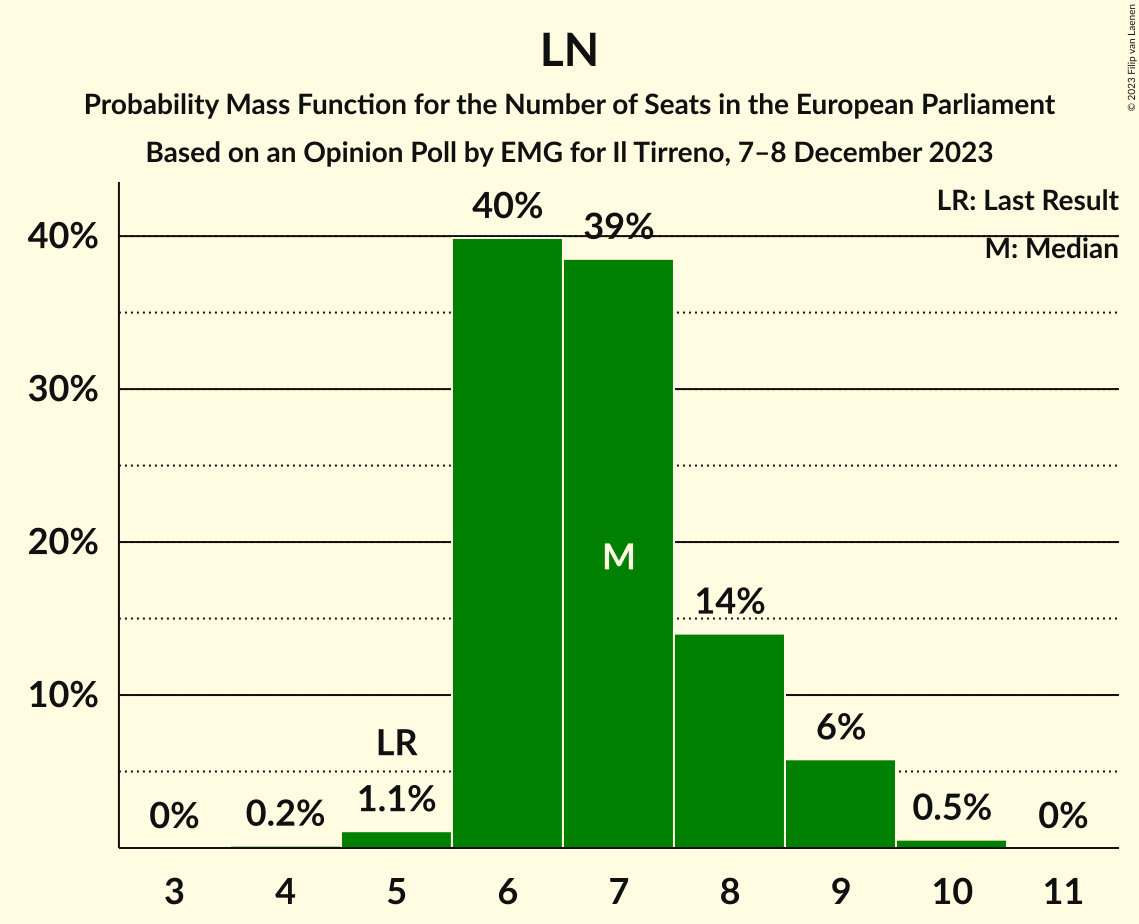 LN
Probability Mass Function for the Number of Seats in the European Parliament
Based on an Opinion Poll by EMG for Il Tirreno, 7–8 December 2023
© 2023 Filip van Laenen
LR: Last Result
M: Median
40%
30%
20%
10%
0%
0.2%
LR
1.1%
40%
39%
M
14%
6%
0.5%
0%
3 4 5 6 7 8 9 10 11